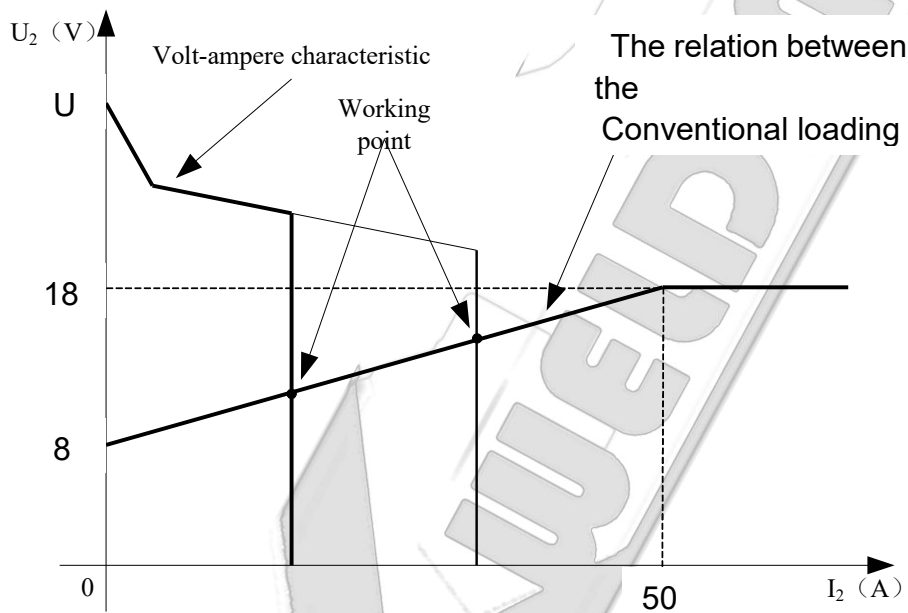 U₂（V）
The relation between
the
Conventional loading
Volt-ampere characteristic
U
Working
point
18
8
0
50
I₂（A）